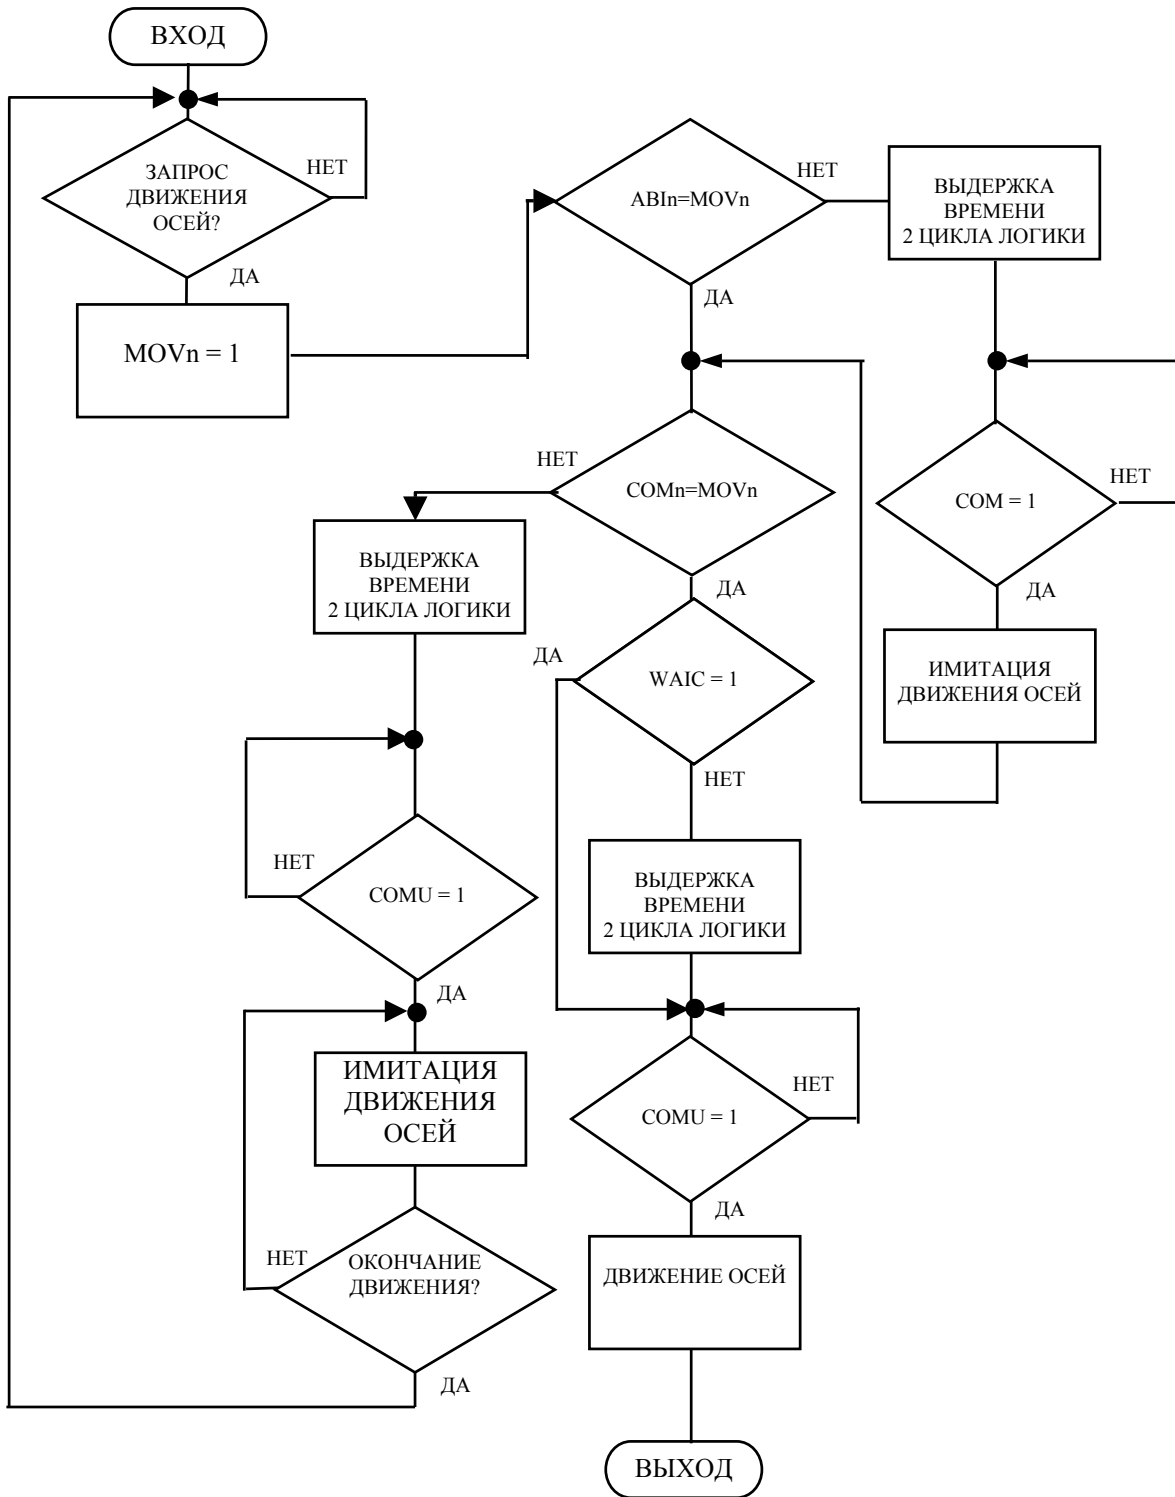 ВХОД
ЗАПРОС
ДВИЖЕНИЯ
ОСЕЙ?
НЕТ
ДА
MOVn = 1
ABIn=MOVn
НЕТ
ДА
ВЫДЕРЖКА
ВРЕМЕНИ
2 ЦИКЛА ЛОГИКИ
COM = 1
НЕТ
ДА
ИМИТАЦИЯ
ДВИЖЕНИЯ ОСЕЙ
COMn=MOVn
НЕТ
ДА
ВЫДЕРЖКА
ВРЕМЕНИ
2 ЦИКЛА ЛОГИКИ
WAIC = 1
ДА
НЕТ
COMU = 1
НЕТ
ДА
ВЫДЕРЖКА
ВРЕМЕНИ
2 ЦИКЛА ЛОГИКИ
ИМИТАЦИЯ
ДВИЖЕНИЯ
ОСЕЙ
COMU = 1
НЕТ
ДА
ОКОНЧАНИЕ
ДВИЖЕНИЯ?
НЕТ
ДА
ДВИЖЕНИЕ ОСЕЙ
ВЫХОД